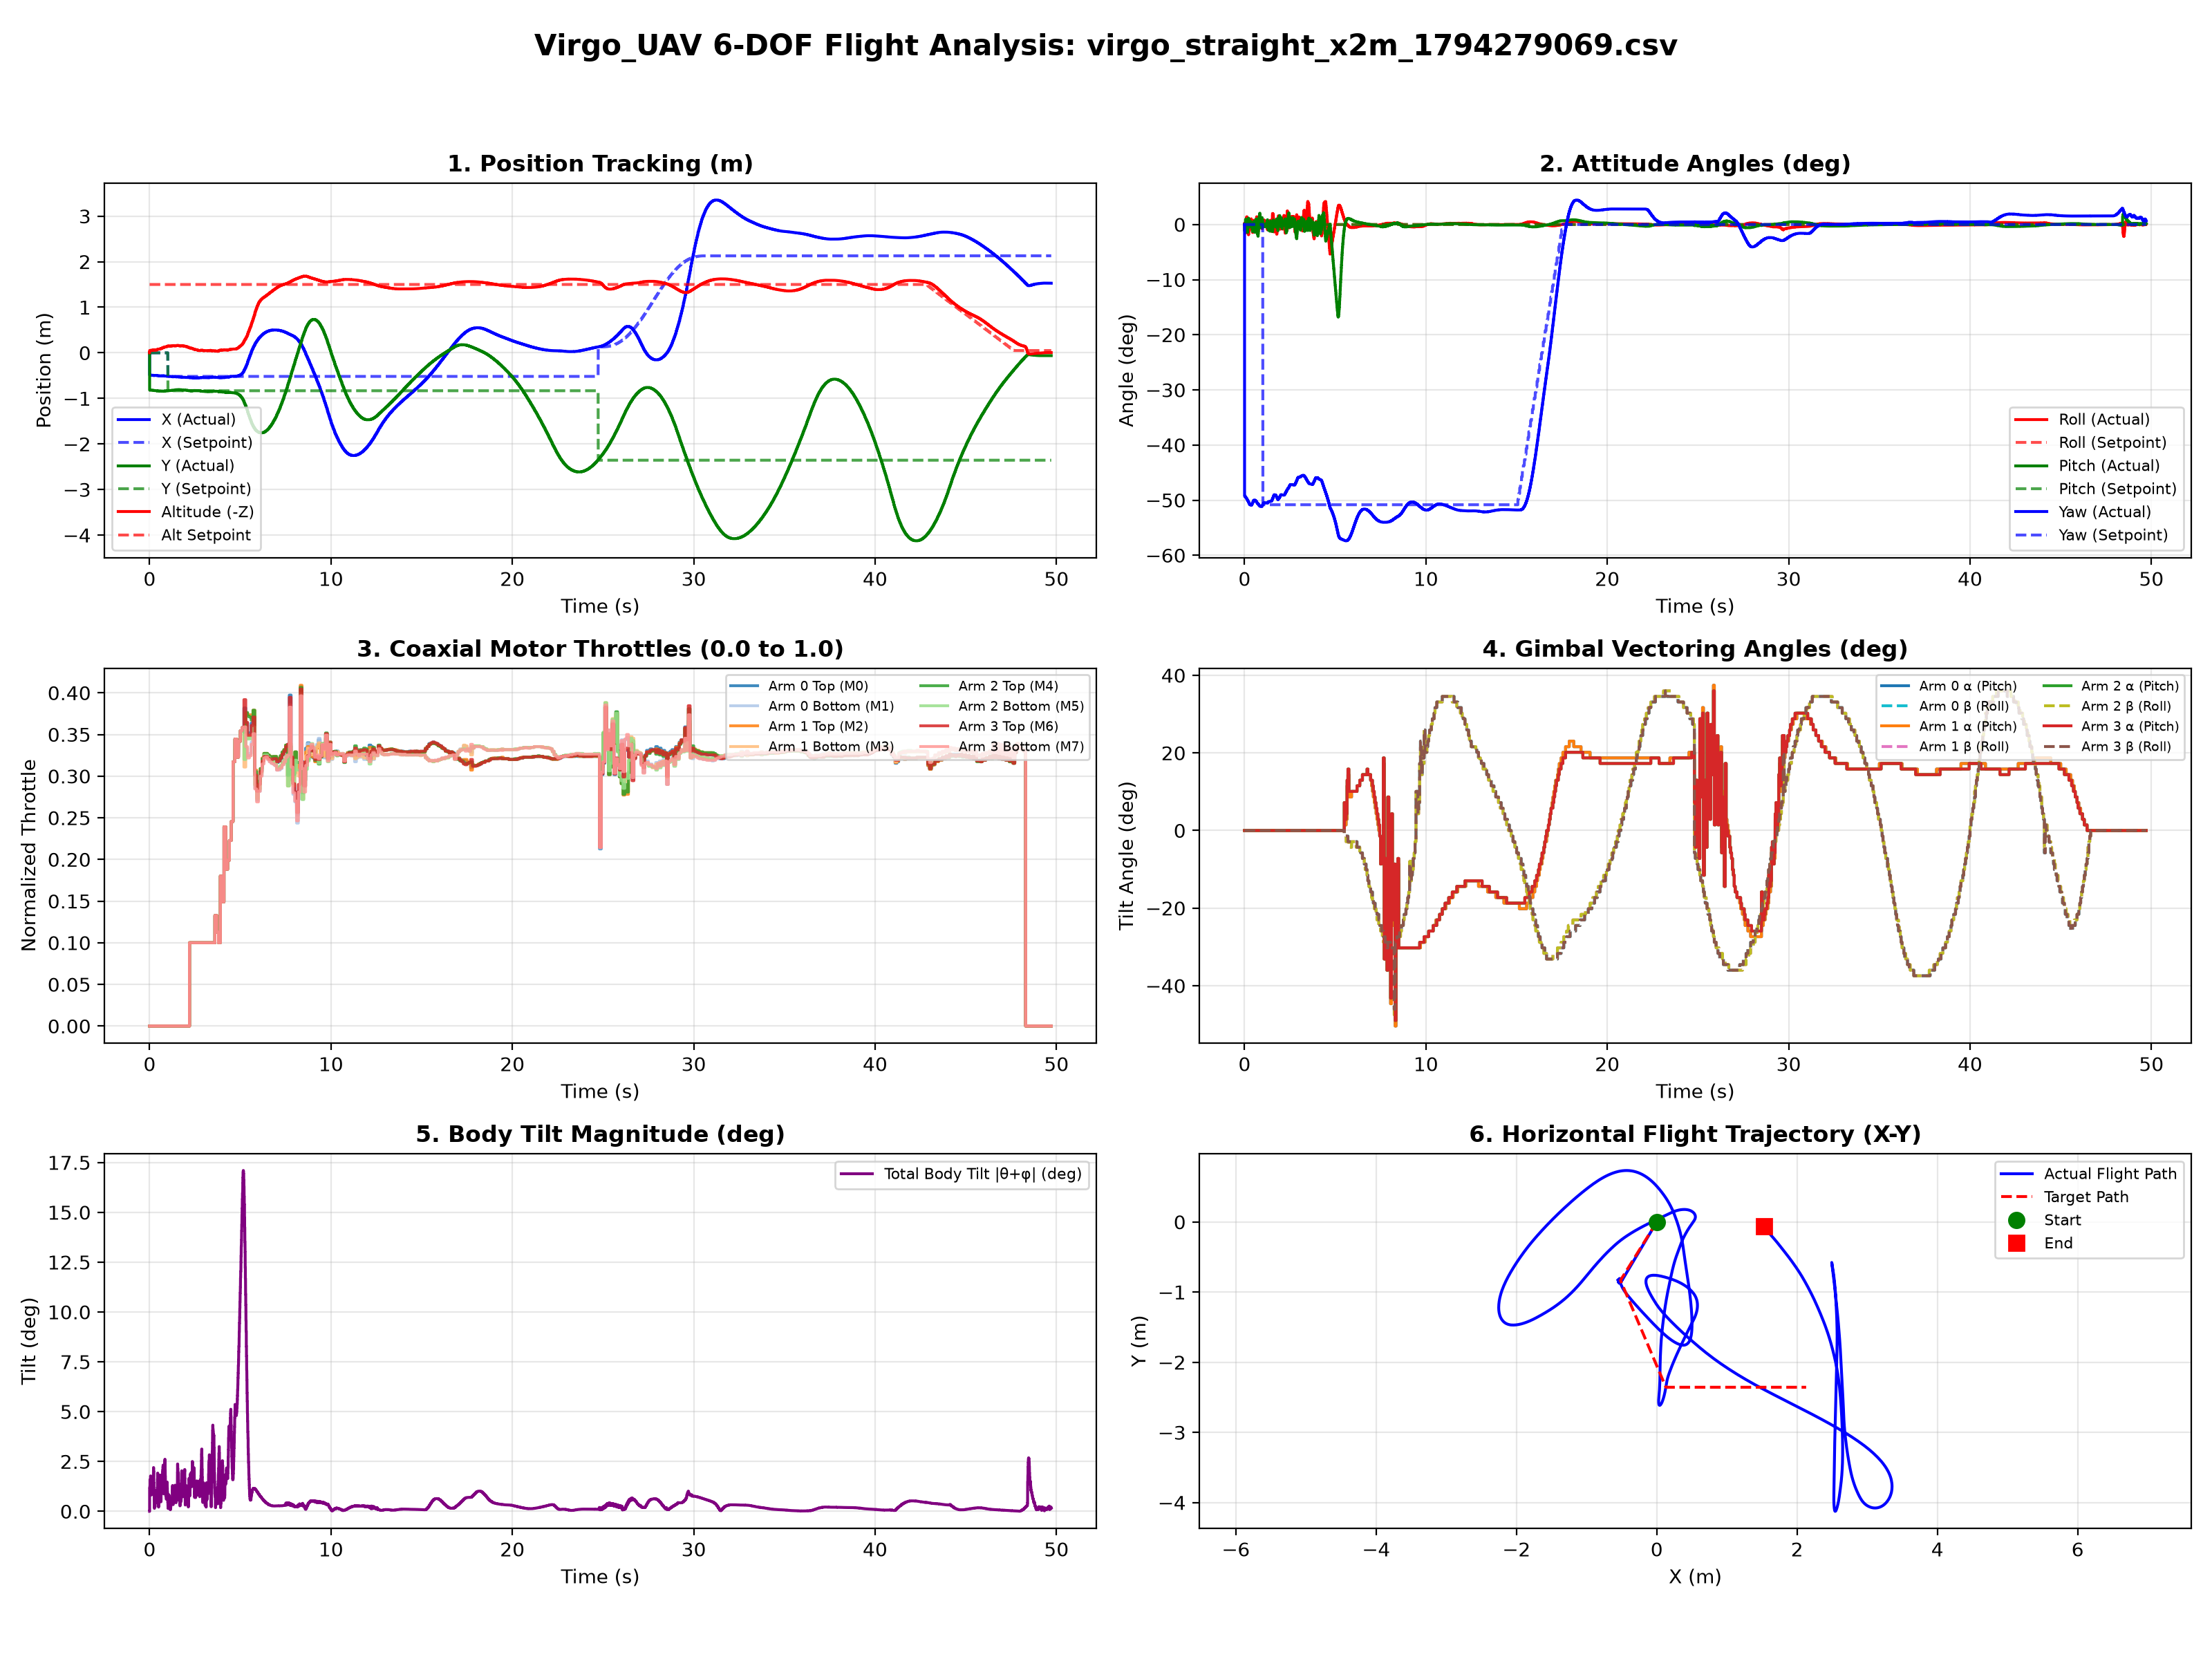 Virgo_UAV 6-DOF Flight Analysis: virgo_straight_x2m_1794279069.csv
1. Position Tracking (m)
Position (m)
3
2
1
0
−1
−2
−3
−4
X (Actual)
X (Setpoint)
Y (Actual)
Y (Setpoint)
Altitude (-Z)
Alt Setpoint
0 10 20 30 40 50
Time (s)
2. Attitude Angles (deg)
Angle (deg)
0
−10
−20
−30
−40
−50
−60
Roll (Actual)
Roll (Setpoint)
Pitch (Actual)
Pitch (Setpoint)
Yaw (Actual)
Yaw (Setpoint)
0 10 20 30 40 50
Time (s)
3. Coaxial Motor Throttles (0.0 to 1.0)
Normalized Throttle
0.40
0.35
0.30
0.25
0.20
0.15
0.10
0.05
0.00
Arm 0 Top (M0)
Arm 0 Bottom (M1)
Arm 1 Top (M2)
Arm 1 Bottom (M3)
Arm 2 Top (M4)
Arm 2 Bottom (M5)
Arm 3 Top (M6)
Arm 3 Bottom (M7)
0 10 20 30 40 50
Time (s)
4. Gimbal Vectoring Angles (deg)
Tilt Angle (deg)
40
20
0
−20
−40
Arm 0 α (Pitch)
Arm 0 β (Roll)
Arm 1 α (Pitch)
Arm 1 β (Roll)
Arm 2 α (Pitch)
Arm 2 β (Roll)
Arm 3 α (Pitch)
Arm 3 β (Roll)
0 10 20 30 40 50
Time (s)
5. Body Tilt Magnitude (deg)
Tilt (deg)
17.5
15.0
12.5
10.0
7.5
5.0
2.5
0.0
Total Body Tilt |θ+φ| (deg)
0 10 20 30 40 50
Time (s)
6. Horizontal Flight Trajectory (X-Y)
Y (m)
0
−1
−2
−3
−4
Actual Flight Path
Target Path
Start
End
−6 −4 −2 0 2 4 6
X (m)